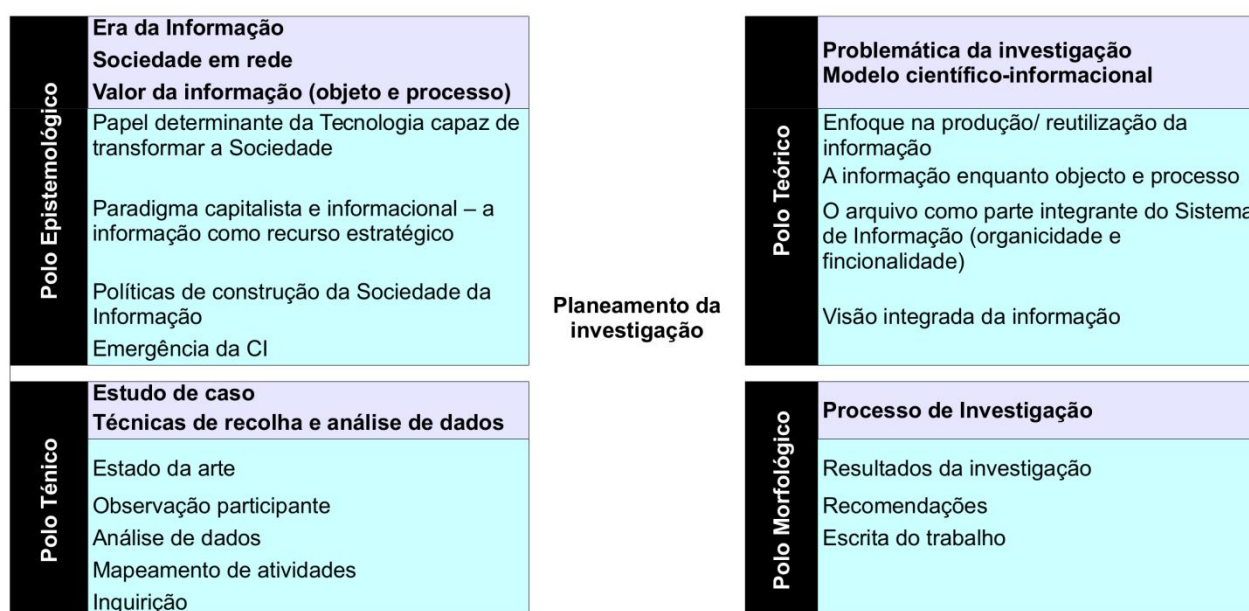 Polo Epistemológico
Era da Informação
Sociedade em rede
Valor da informação (objeto e processo)
Papel determinante da Tecnologia capaz de
transformar a Sociedade
Paradigma capitalista e informacional – a
informação como recurso estratégico
Políticas de construção da Sociedade da
Informação
Emergência da CI
Planeamento da
investigação
Polo Teórico
Problemática da investigação
Modelo científico-informacional
Enfoque na produção/ reutilização da
informação
A informação enquanto objecto e processo
O arquivo como parte integrante do Sistema
de Informação (organicidade e
fincionalidade)
Visão integrada da informação
Polo Ténico
Estudo de caso
Técnicas de recolha e análise de dados
Estado da arte
Observação participante
Análise de dados
Mapeamento de atividades
Inquirição
Polo Morfológico
Processo de Investigação
Resultados da investigação
Recomendações
Escrita do trabalho